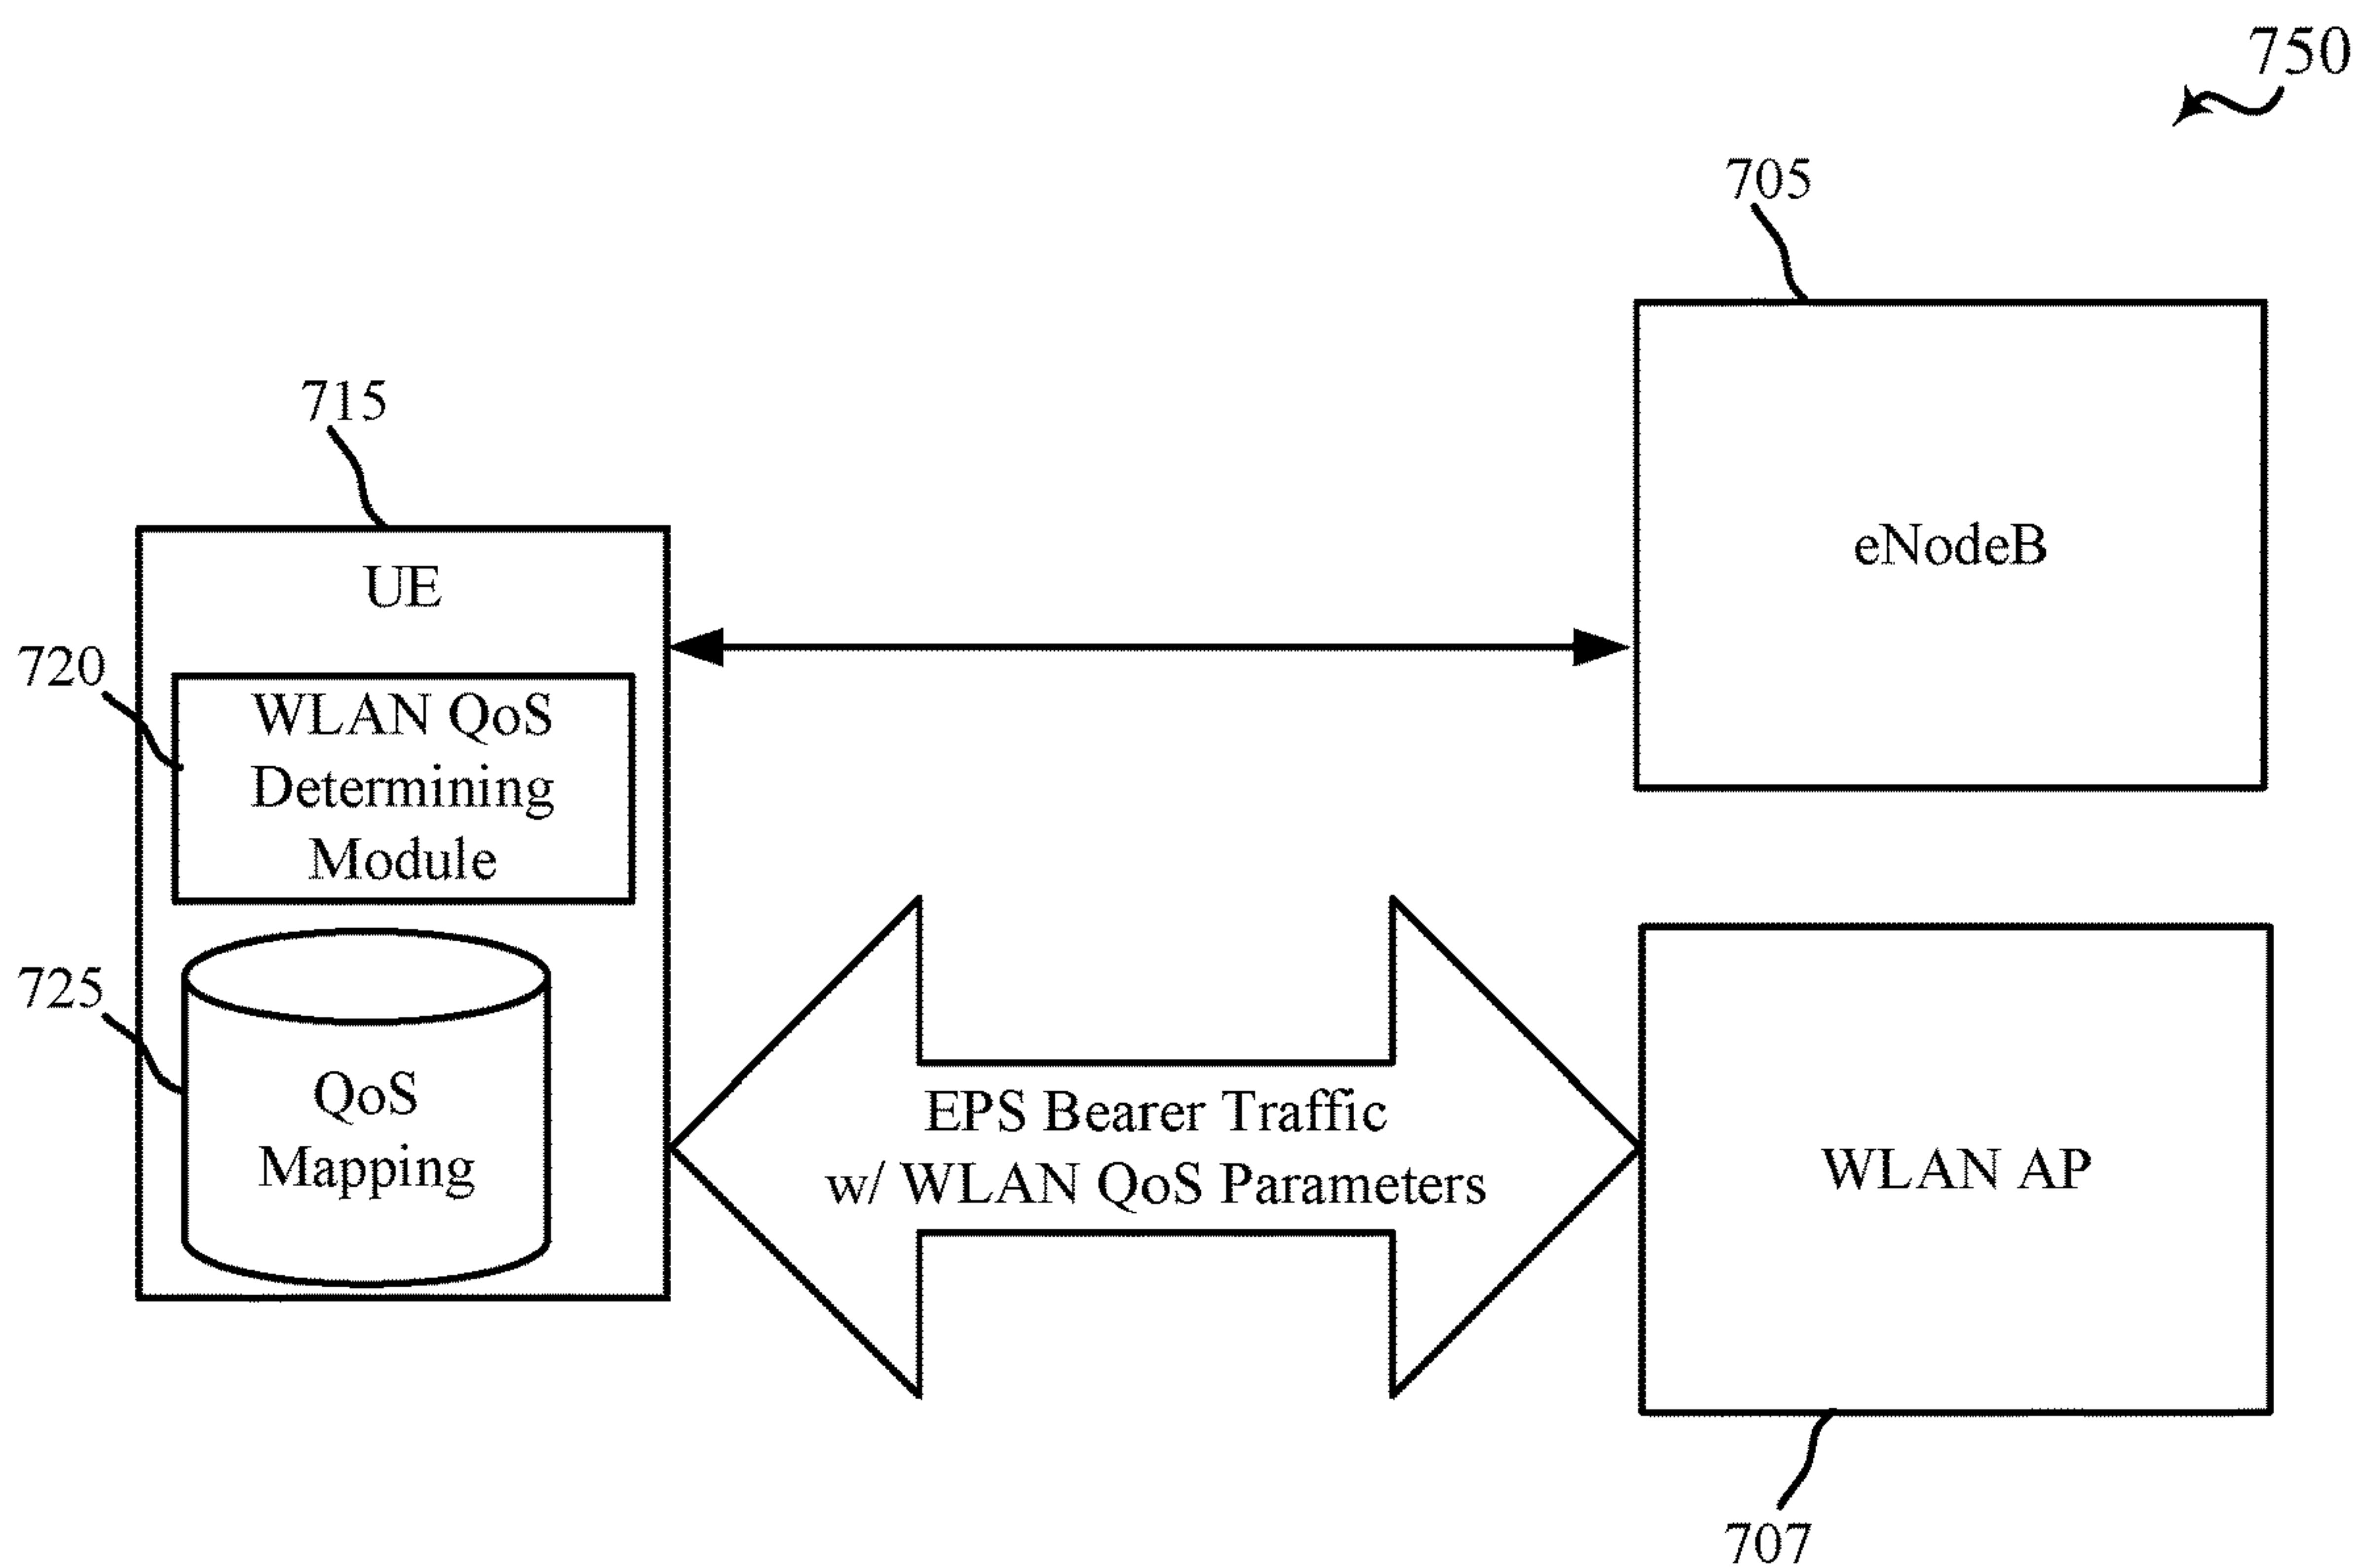 750
705
eNodeB
715
UE
720
WLAN QoS
Determining
Module
725
QoS
Mapping
EPS Bearer Traffic
w/ WLAN QoS Parameters
WLAN AP
707